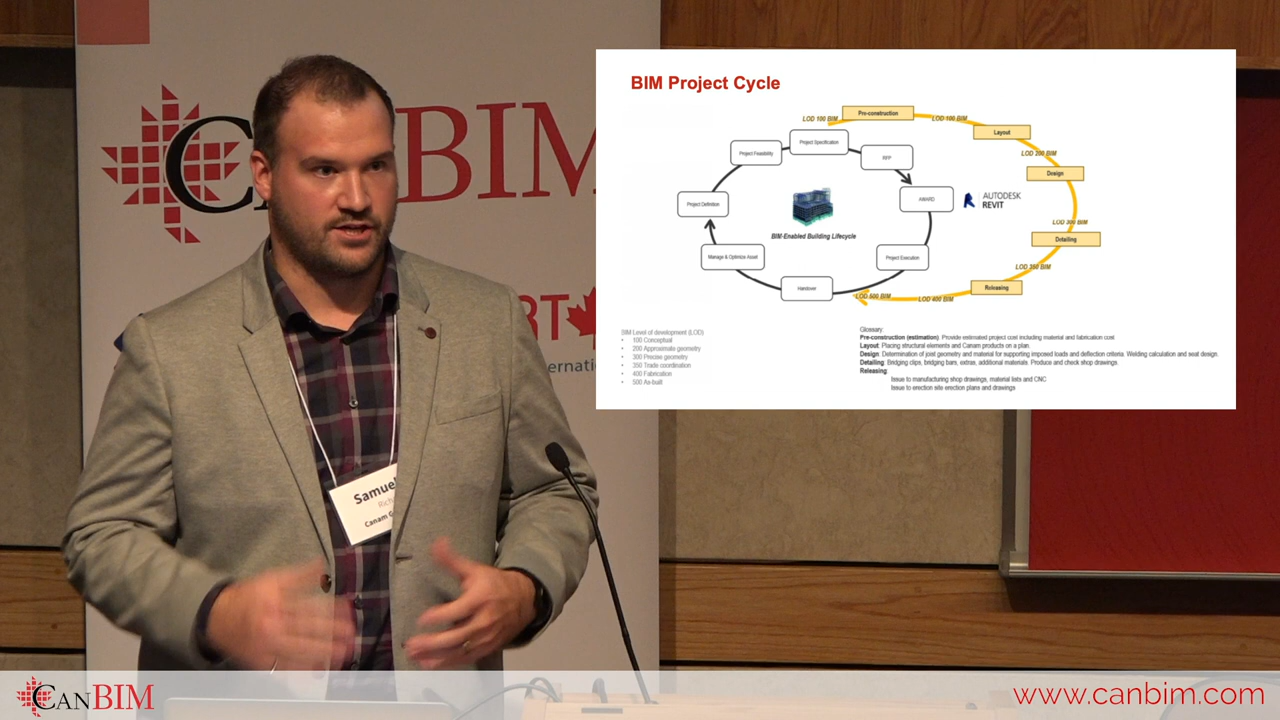 CANBIM
RT
internatio
Samuel
Rich
Canam G
BIM Project Cycle
LOD 100 BIM
Pre-construction
LOD 100 BIM
Layout
LOD 200 BIM
Design
LOD 300 BIM
Detailing
LOD 350 BIM
Releasing
LOD 400 BIM
LOD 500 BIM
Project Specification
RFP
AWARD
Project Execution
Handover
Manage & Optimize Asset
Project Definition
Project Feasibility
BIM-Enabled Building Lifecycle
AUTODESK
REVIT
BIM Level of development (LOD)
• 100 Conceptual
• 200 Approximate geometry
• 300 Precise geometry
• 350 Trade coordination
• 400 Fabrication
• 500 As-built
Glossary:
Pre-construction (estimation): Provide estimated project cost including material and fabrication cost
Layout: Placing structural elements and Canam products on a plan.
Design: Determination of joist geometry and material for supporting imposed loads and deflection criteria. Welding calculation and seat design.
Detailing: Bridging clips, bridging bars, extras, additional materials. Produce and check shop drawings.
Releasing:
Issue to manufacturing shop drawings, material lists and CNC
Issue to erection site erection plans and drawings
CANBIM
www.canbim.com